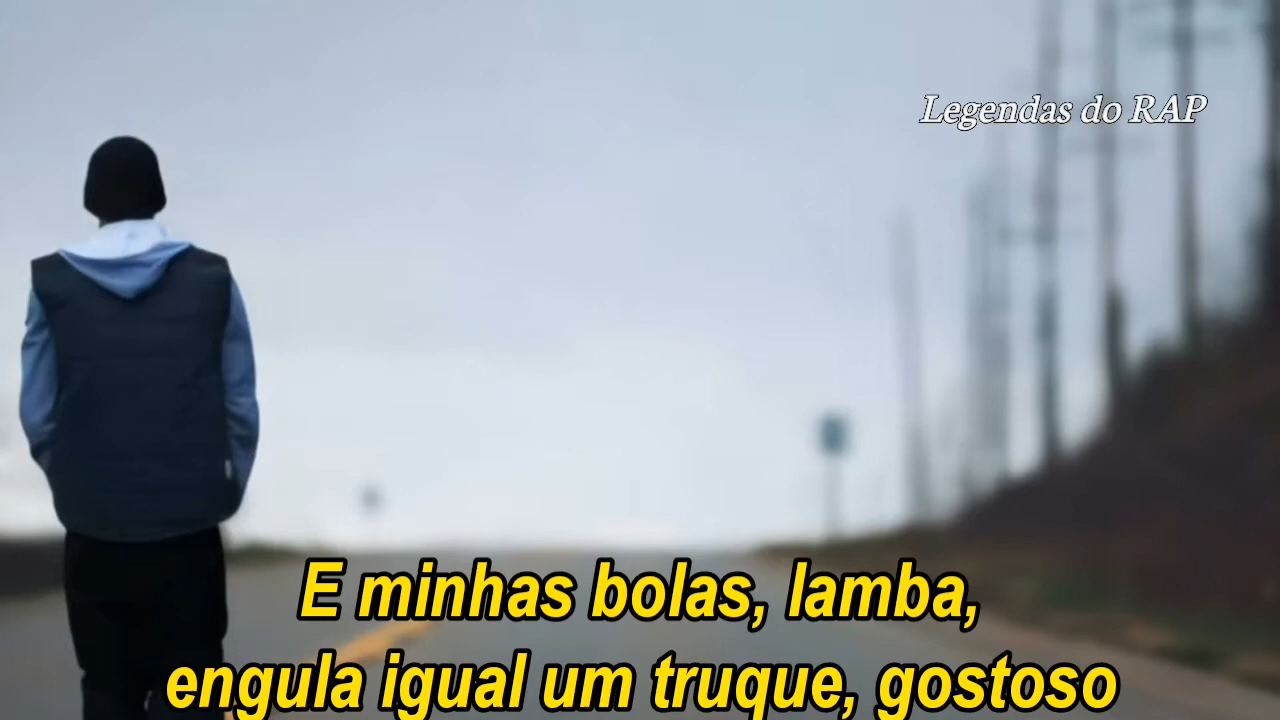 Legendas do RAP
E minhas bolas, lamba,
engula igual um truque, gostoso